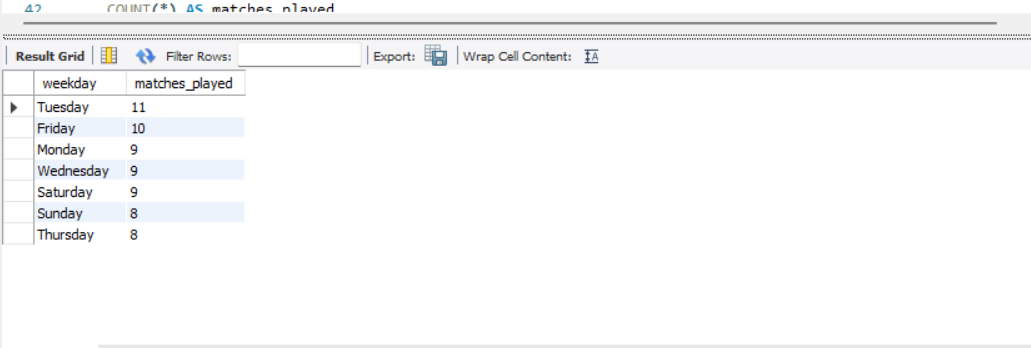 42 COUNT(*) AS matches_played
Result Grid Filter Rows: Export: Wrap Cell Content: IA
weekday matches_played
Tuesday 11
Friday 10
Monday 9
Wednesday 9
Saturday 9
Sunday 8
Thursday 8